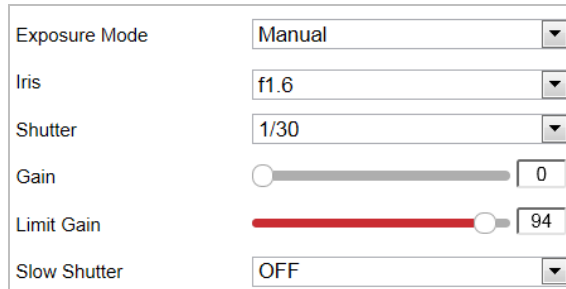 Exposure Mode Manual
Iris f1.6
Shutter 1/30
Gain 0
Limit Gain 94
Slow Shutter OFF